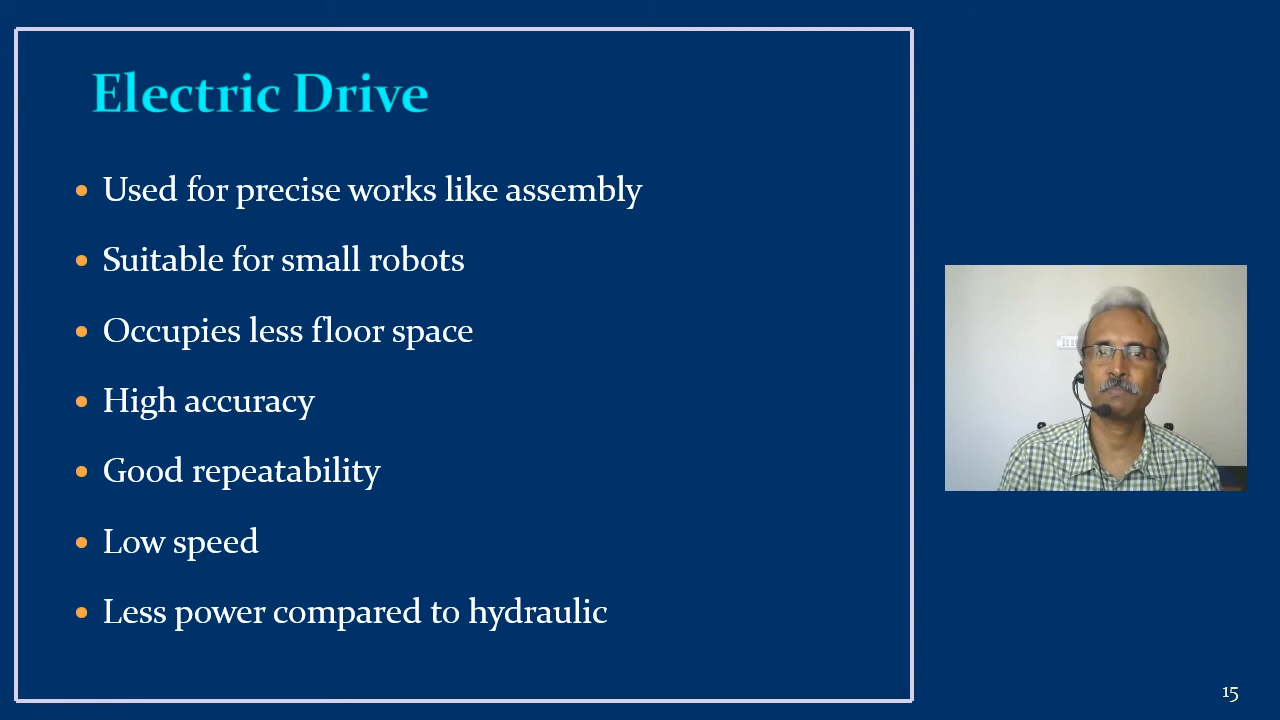 Electric Drive
• Used for precise works like assembly
• Suitable for small robots
• Occupies less floor space
• High accuracy
• Good repeatability
• Low speed
• Less power compared to hydraulic
15